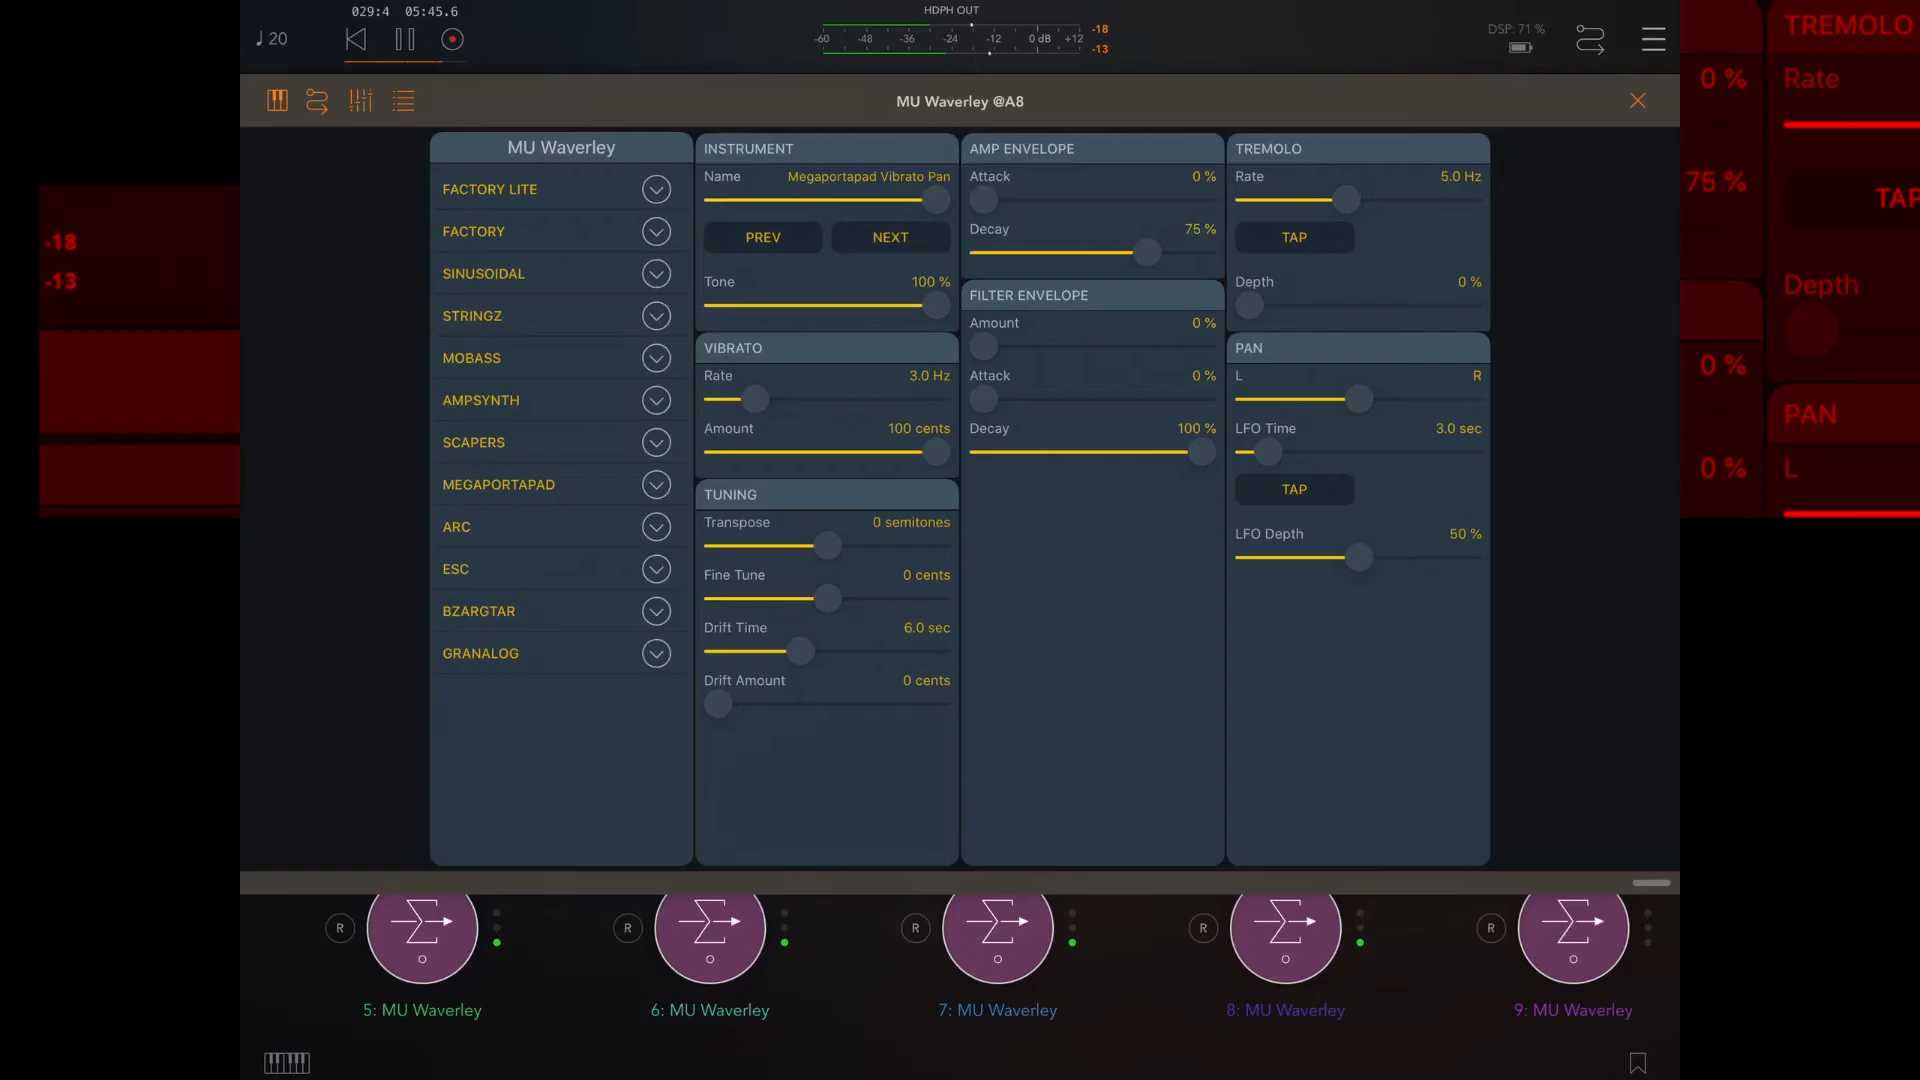 029:4 05:45.6
HDPH OUT
♩20
-60 -48 -36 -24 -12 0 dB +12
-18
-13
DSP: 71 %
MU Waverley @A8
MU Waverley
FACTORY LITE
FACTORY
SINUSOIDAL
STRINGZ
MOBASS
AMPSYNTH
SCAPERS
MEGAPORTAPAD
ARC
ESC
BZARGTAR
GRANALOG
INSTRUMENT
Name Megaportapad Vibrato Pan
PREV NEXT
Tone 100 %
VIBRATO
Rate 3.0 Hz
Amount 100 cents
TUNING
Transpose 0 semitones
Fine Tune 0 cents
Drift Time 6.0 sec
Drift Amount 0 cents
AMP ENVELOPE
Attack 0 %
Decay 75 %
FILTER ENVELOPE
Amount 0 %
Attack 0 %
Decay 100 %
TREMOLO
Rate 5.0 Hz
TAP
Depth 0 %
PAN
L R
LFO Time 3.0 sec
TAP
LFO Depth 50 %
R
R
R
R
R
5: MU Waverley
6: MU Waverley
7: MU Waverley
8: MU Waverley
9: MU Waverley
-18
-13
TREMOLO
0 % Rate
75 %
TAP
Depth
0 %
PAN
0 % L